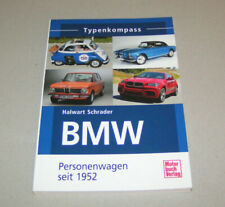 Typenkompass
Halwart Schrader
BMW
Personenwagen
seit 1952
Motor
buch
Verlag